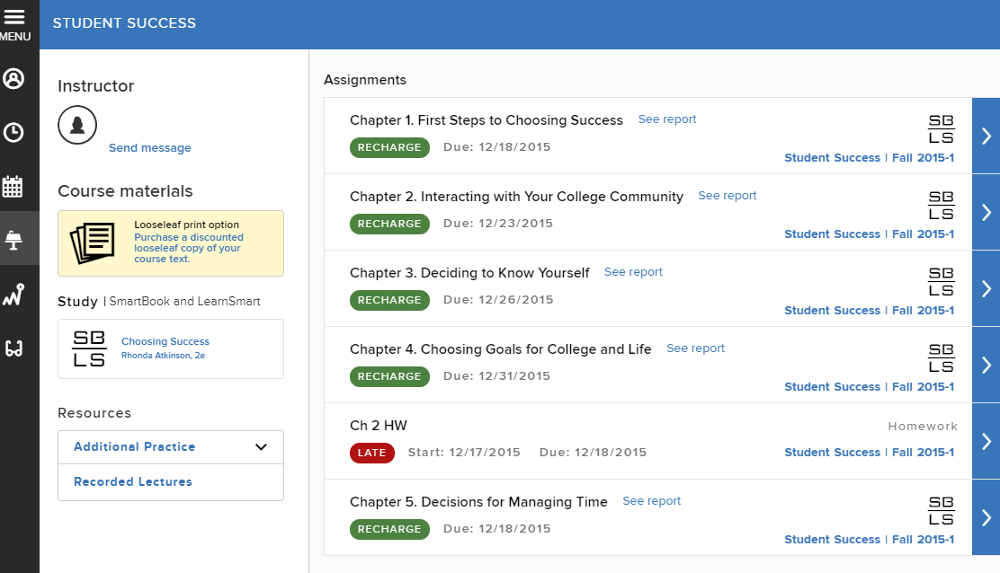 STUDENT SUCCESS
MENU
Instructor
Send message
Course materials
Looseleaf print option
Purchase a discounted
looseleaf copy of your
course text.
Study | SmartBook and LearnSmart
SB
LS
Choosing Success
Rhonda Atkinson, 2e
Resources
Additional Practice
Recorded Lectures
Assignments
Chapter 1. First Steps to Choosing Success See report
SB
LS
RECHARGE Due: 12/18/2015
Student Success | Fall 2015-1
Chapter 2. Interacting with Your College Community See report
SB
LS
RECHARGE Due: 12/23/2015
Student Success | Fall 2015-1
Chapter 3. Deciding to Know Yourself See report
SB
LS
RECHARGE Due: 12/26/2015
Student Success | Fall 2015-1
Chapter 4. Choosing Goals for College and Life See report
SB
LS
RECHARGE Due: 12/31/2015
Student Success | Fall 2015-1
Ch 2 HW Homework
LATE Start: 12/17/2015 Due: 12/18/2015 Student Success | Fall 2015-1
Chapter 5. Decisions for Managing Time See report
SB
LS
RECHARGE Due: 12/18/2015
Student Success | Fall 2015-1